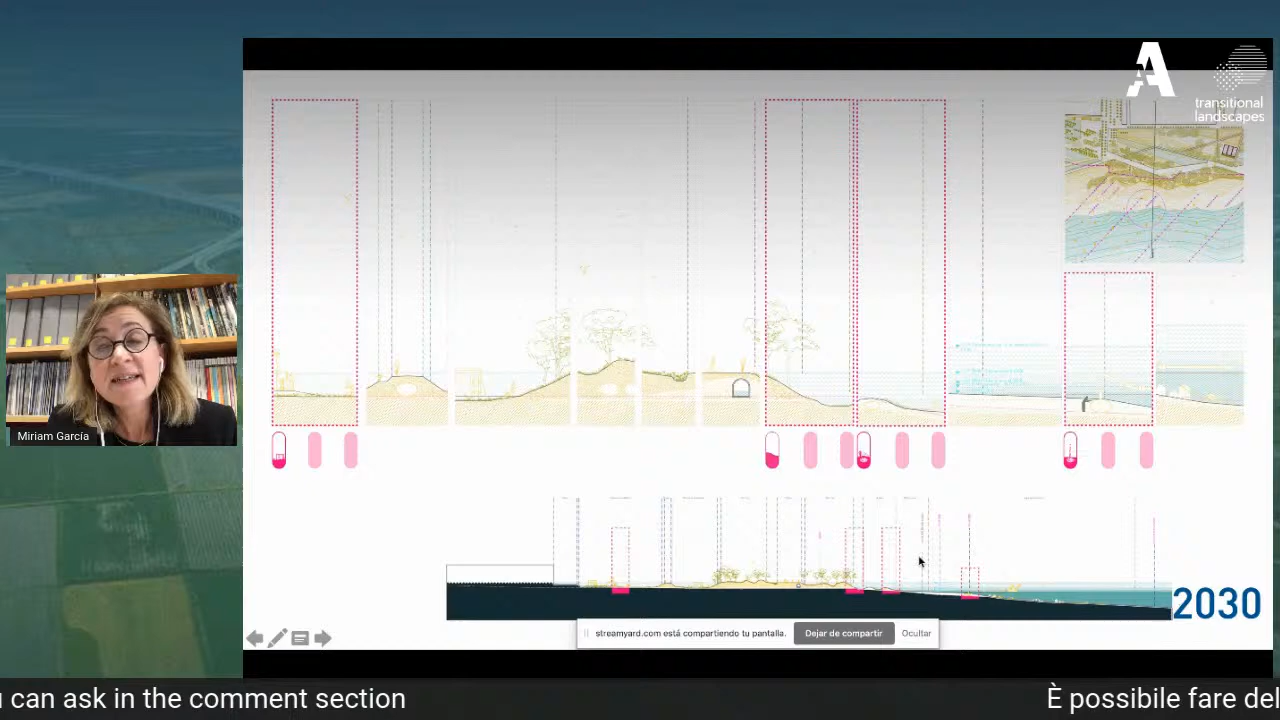 A
transitional
landscapes
Miriam García
2030
streamyard.com está compartiendo tu pantalla.
Dejar de compartir
Ocultar
can ask in the comment section
È possibile fare del